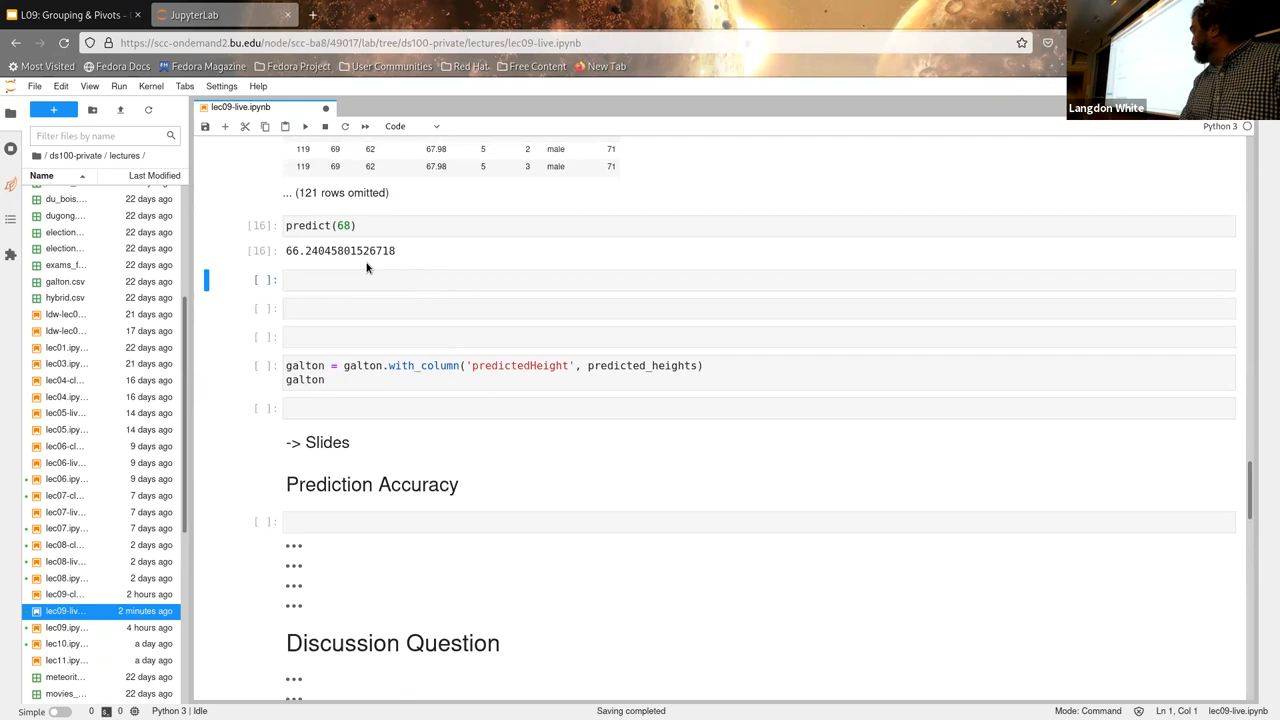 L09: Grouping & Pivots -
JupyterLab
https://scc-ondemand2.bu.edu/node/scc-ba8/49017/lab/tree/ds100-private/lectures/lec09-live.ipynb
Most Visited
Fedora Docs
Fedora Magazine
Fedora Project
User Communities
Red Hat
Free Content
New Tab
Langdon White
File Edit View Run Kernel Tabs Settings Help
lec09-live.ipynb
Filter files by name
Code
Python 3
/ ds100-private / lectures /
Name Last Modified
du_bois.... 22 days ago
dugong.... 22 days ago
election... 22 days ago
election... 22 days ago
exams_f... 22 days ago
galton.csv 22 days ago
hybrid.csv 22 days ago
ldw-lec0... 21 days ago
ldw-lec0... 17 days ago
lec01.ipy... 22 days ago
lec03.ipy... 21 days ago
lec04-cl... 16 days ago
lec04.ipy... 16 days ago
lec05-liv... 14 days ago
lec05.ipy... 14 days ago
lec06-cl... 9 days ago
lec06-liv... 9 days ago
lec06.ipy... 9 days ago
lec07-cl... 7 days ago
lec07-liv... 7 days ago
lec07.ipy... 7 days ago
lec08-cl... 2 days ago
lec08-liv... 2 days ago
lec08.ipy... 2 days ago
lec09-cl... 2 hours ago
lec09-liv... 2 minutes ago
lec09.ipy... 4 hours ago
lec10.ipy... a day ago
lec11.ipy... a day ago
meteorit... 22 days ago
movies_... 22 days ago
119 69 62 67.98 5 2 male 71
119 69 62 67.98 5 3 male 71
... (121 rows omitted)
[16]: predict(68)
[16]: 66.24045801526718
[ ]:
[ ]:
[ ]:
[ ]: galton = galton.with_column('predictedHeight', predicted_heights)
galton
[ ]:
-> Slides
Prediction Accuracy
[ ]:
Discussion Question
Simple 0 0 Python 3 | Idle Saving completed Mode: Command Ln 1, Col 1 lec09-live.ipynb